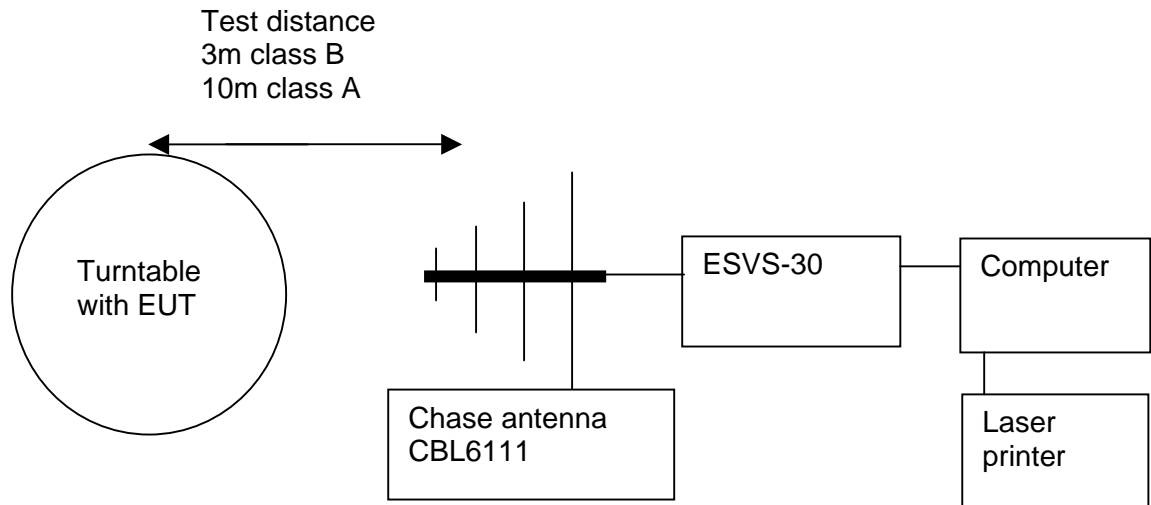 Test distance
3m class B
10m class A
Turntable
with EUT
ESVS-30
Computer
Chase antenna
CBL6111
Laser
printer